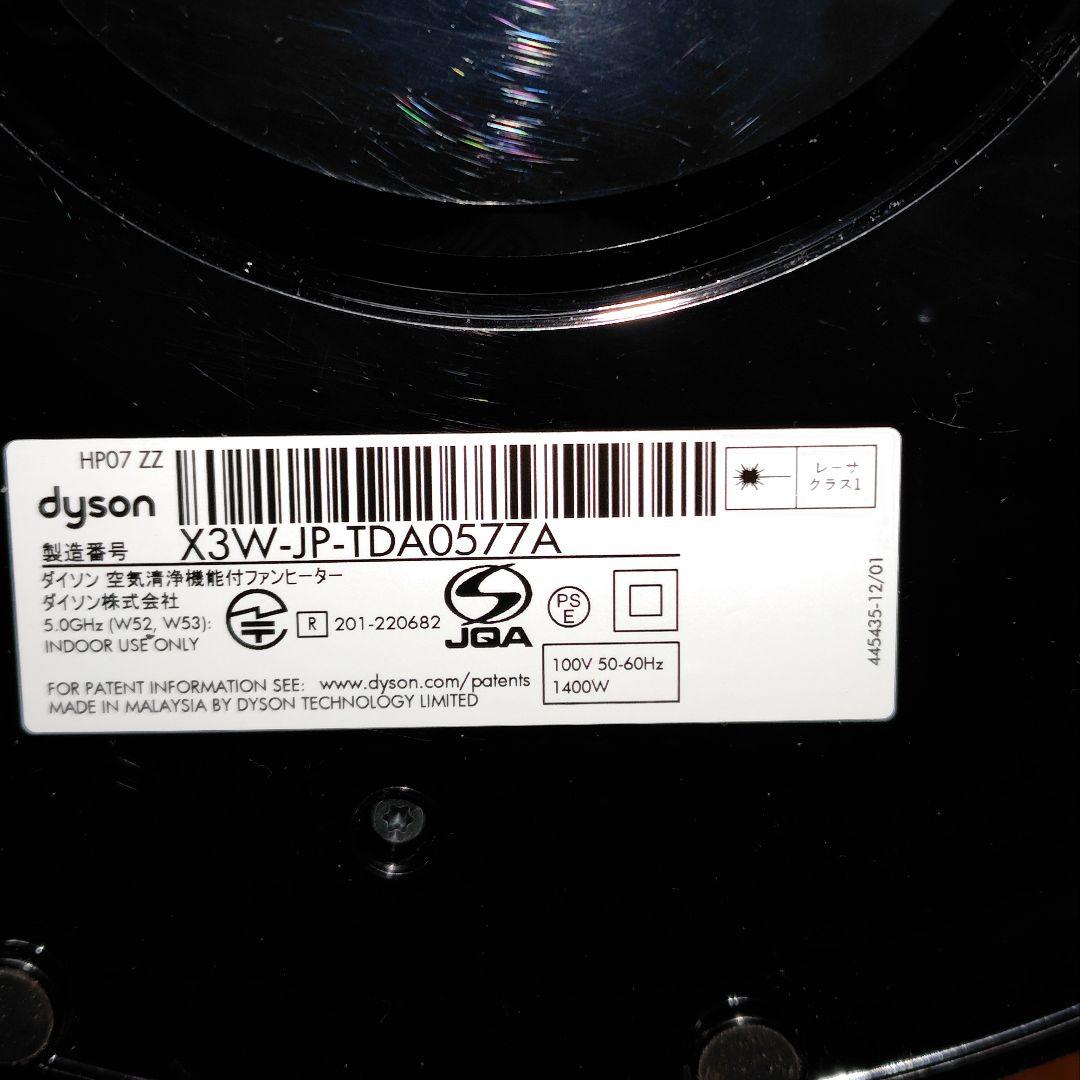 HP07 ZZ
dyson
レーザ
クラス1
製造番号 X3W-JP-TDA0577A
ダイソン 空気清浄機能付ファンヒーター
ダイソン株式会社
5.0GHz (W52, W53):
INDOOR USE ONLY
R 201-220682
JQA
PS
E
100V 50-60Hz
1400W
FOR PATENT INFORMATION SEE: www.dyson.com/patents
MADE IN MALAYSIA BY DYSON TECHNOLOGY LIMITED
445435-12/01